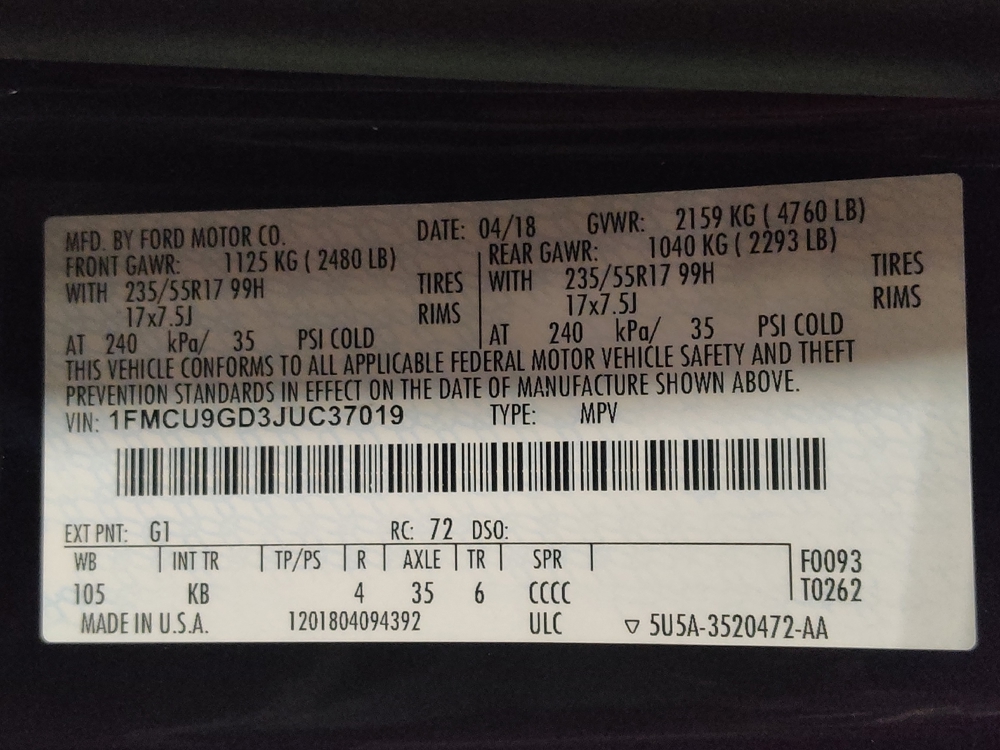 MFD. BY FORD MOTOR CO. DATE: 04/18 GVWR: 2159 KG ( 4760 LB)
FRONT GAWR: 1125 KG ( 2480 LB) REAR GAWR: 1040 KG ( 2293 LB)
WITH 235/55R17 99H TIRES WITH 235/55R17 99H TIRES
17x7.5J RIMS 17x7.5J RIMS
AT 240 kPa/ 35 PSI COLD AT 240 kPa/ 35 PSI COLD
THIS VEHICLE CONFORMS TO ALL APPLICABLE FEDERAL MOTOR VEHICLE SAFETY AND THEFT
PREVENTION STANDARDS IN EFFECT ON THE DATE OF MANUFACTURE SHOWN ABOVE.
VIN: 1FMCU9GD3JUC37019 TYPE: MPV
EXT PNT: G1 RC: 72 DSO:
WB INT TR TP/PS R AXLE TR SPR F0093
105 KB 4 35 6 CCCC T0262
MADE IN U.S.A. 1201804094392 ULC ▽ 5U5A-3520472-AA